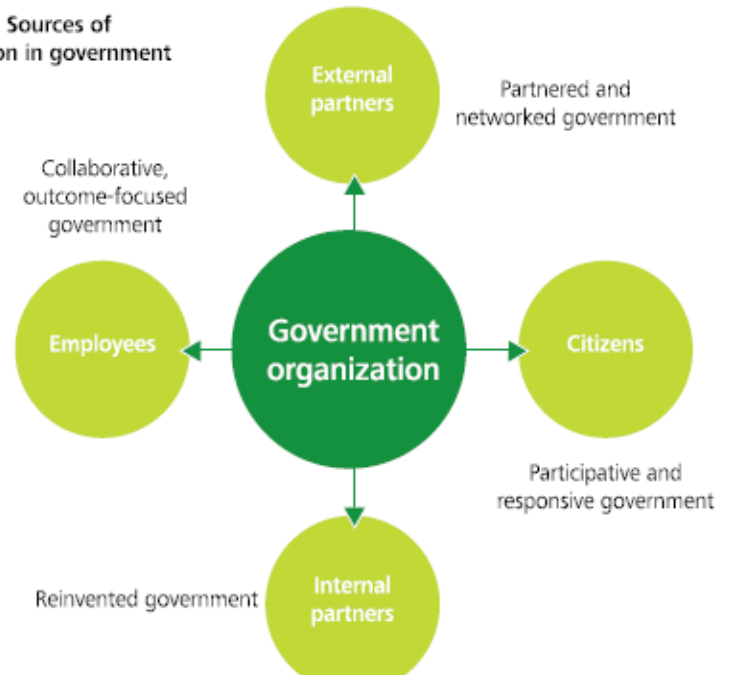 Sources of
on in government
External
partners
Partnered and
networked government
Collaborative,
outcome-focused
government
Employees
Government
organization
Citizens
Participative and
responsive government
Reinvented government
Internal
partners